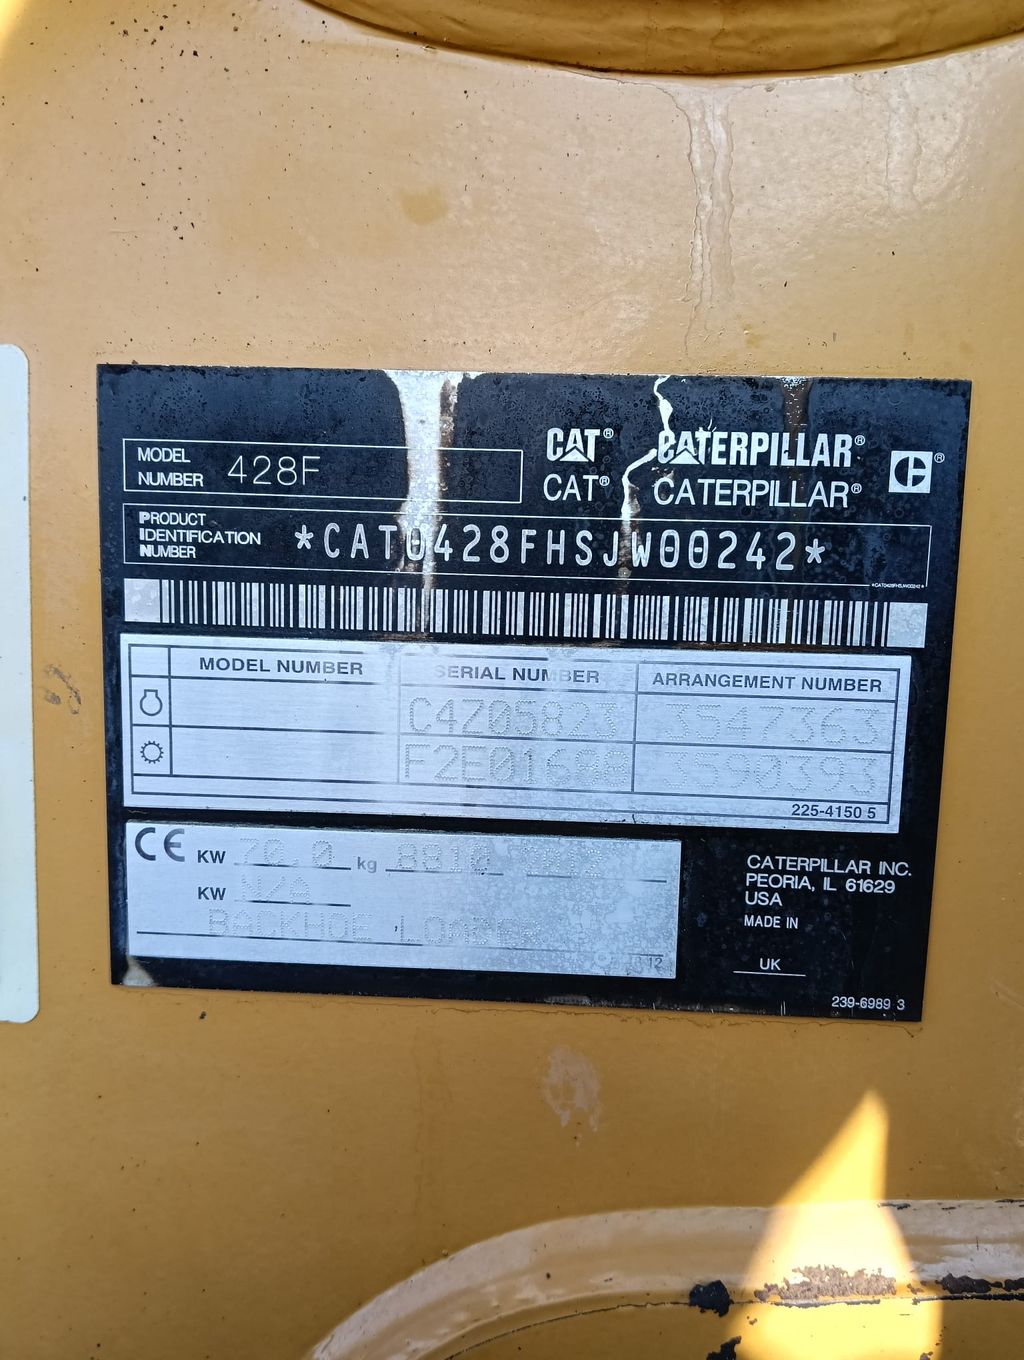 CAT® CATERPILLAR®
MODEL NUMBER 428F
CAT® CATERPILLAR®
PRODUCT IDENTIFICATION NUMBER *CAT0428FHSJW00242*
*CAT0428FHSJW00242*
MODEL NUMBER SERIAL NUMBER ARRANGEMENT NUMBER
C4Z05823 3547363
F2E01688 3590393
225-4150 5
CE KW 70.0 kg 8810
KW N/A
BACKHOE LOADER
CATERPILLAR INC.
PEORIA, IL 61629
USA
MADE IN
UK
239-6989 3